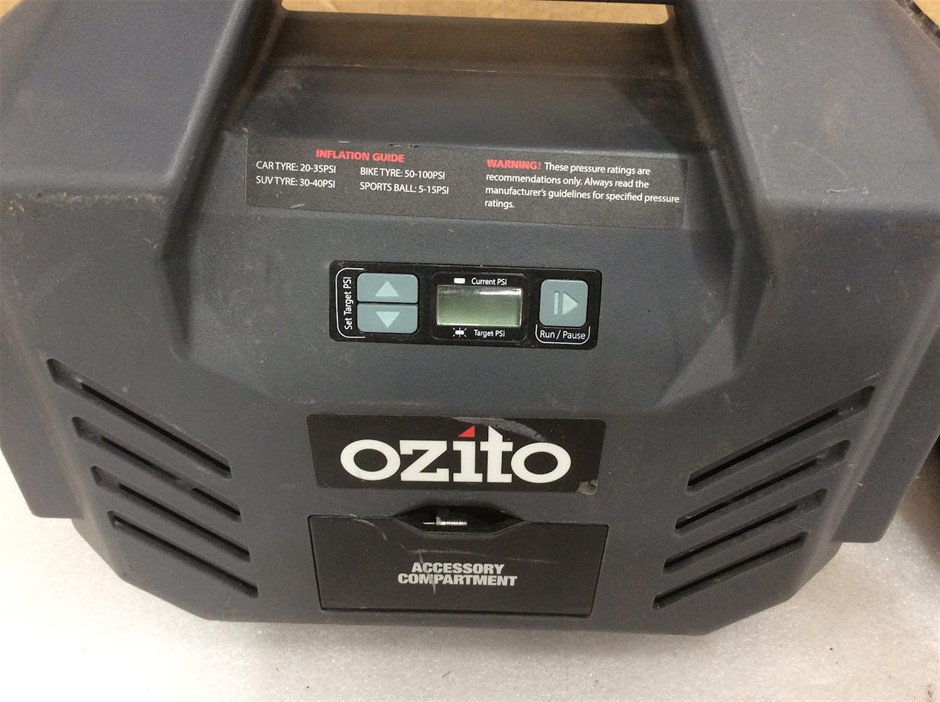 INFLATION GUIDE
CAR TYRE: 20-35PSI
SUV TYRE: 30-40PSI
BIKE TYRE: 50-100PSI
SPORTS BALL: 5-15PSI
WARNING! These pressure ratings are
recommendations only. Always read the
manufacturer's guidelines for specified pressure
ratings.
Set Target PSI
Current PSI
Target PSI
Run / Pause
ozito
ACCESSORY
COMPARTMENT